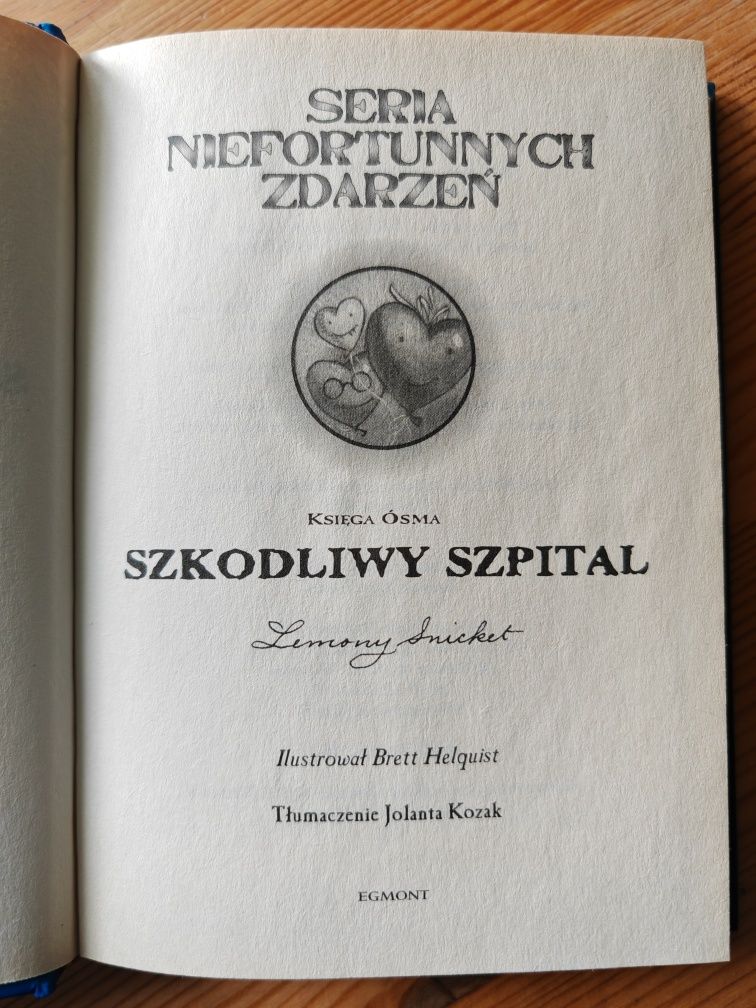 SERIA
NIEFORTUNNYCH
ZDARZEŃ
Księga Ósma
SZKODLIWY SZPITAL
Lemony Snicket
Ilustrował Brett Helquist
Tłumaczenie Jolanta Kozak
EGMONT